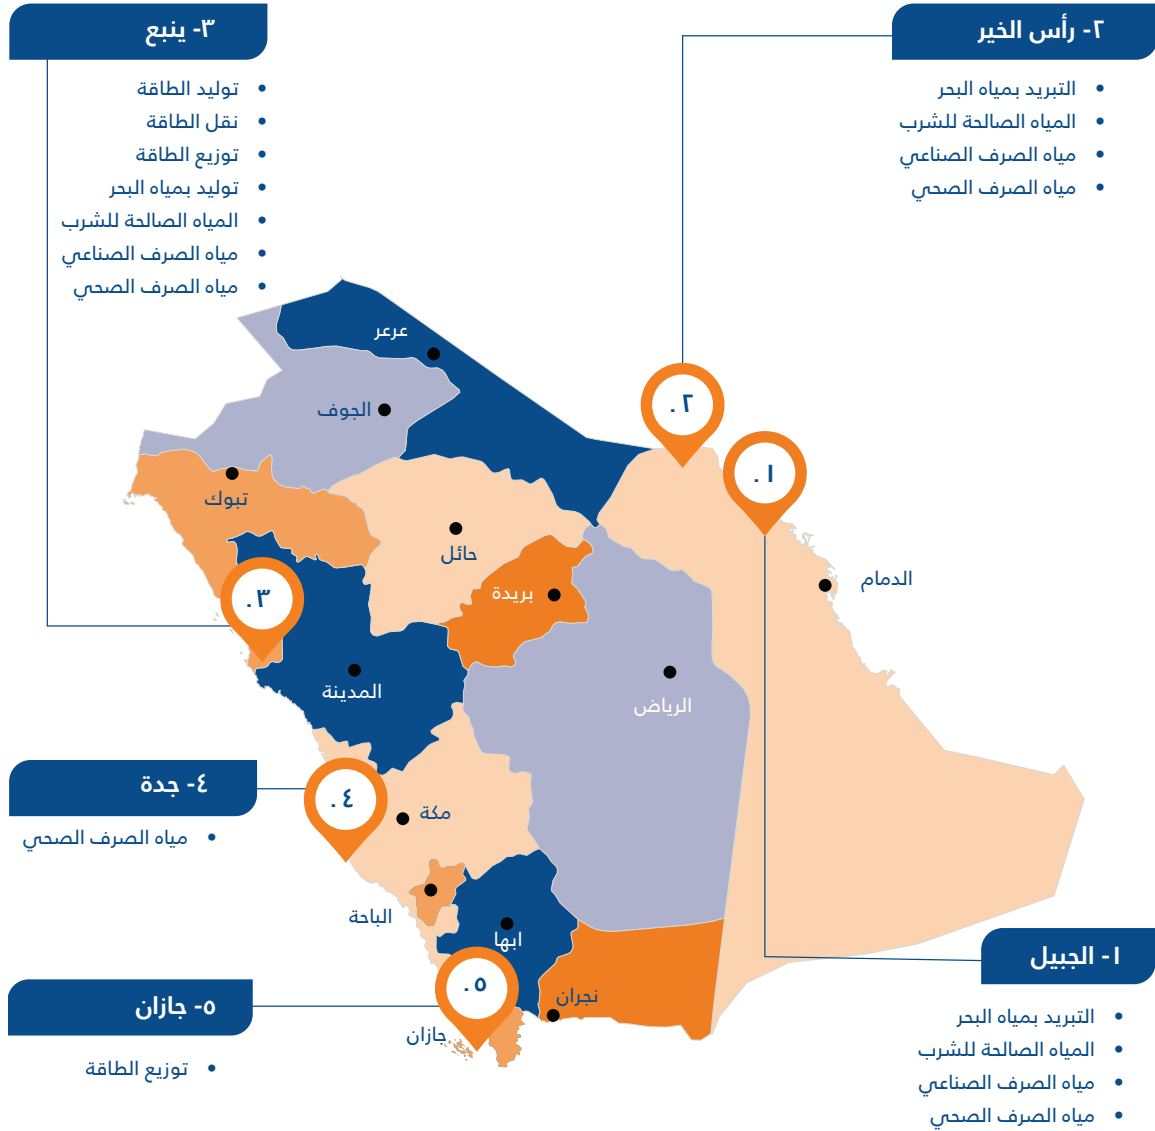 ٢- رأس الخير
التبريد بمياه البحر
المياه الصالحة للشرب
مياه الصرف الصناعي
مياه الصرف الصحي
٣- ينبع
توليد الطاقة
نقل الطاقة
توزيع الطاقة
توليد بمياه البحر
المياه الصالحة للشرب
مياه الصرف الصناعي
مياه الصرف الصحي
عرعر
الجوف
تبوك
حائل
بريدة
الدمام
المدينة
الرياض
مكة
الباحة
ابها
نجران
جازان
٢.
١.
٣.
٤.
٥.
٤- جدة
مياه الصرف الصحي
١- الجبيل
التبريد بمياه البحر
المياه الصالحة للشرب
مياه الصرف الصناعي
مياه الصرف الصحي
٥- جازان
توزيع الطاقة